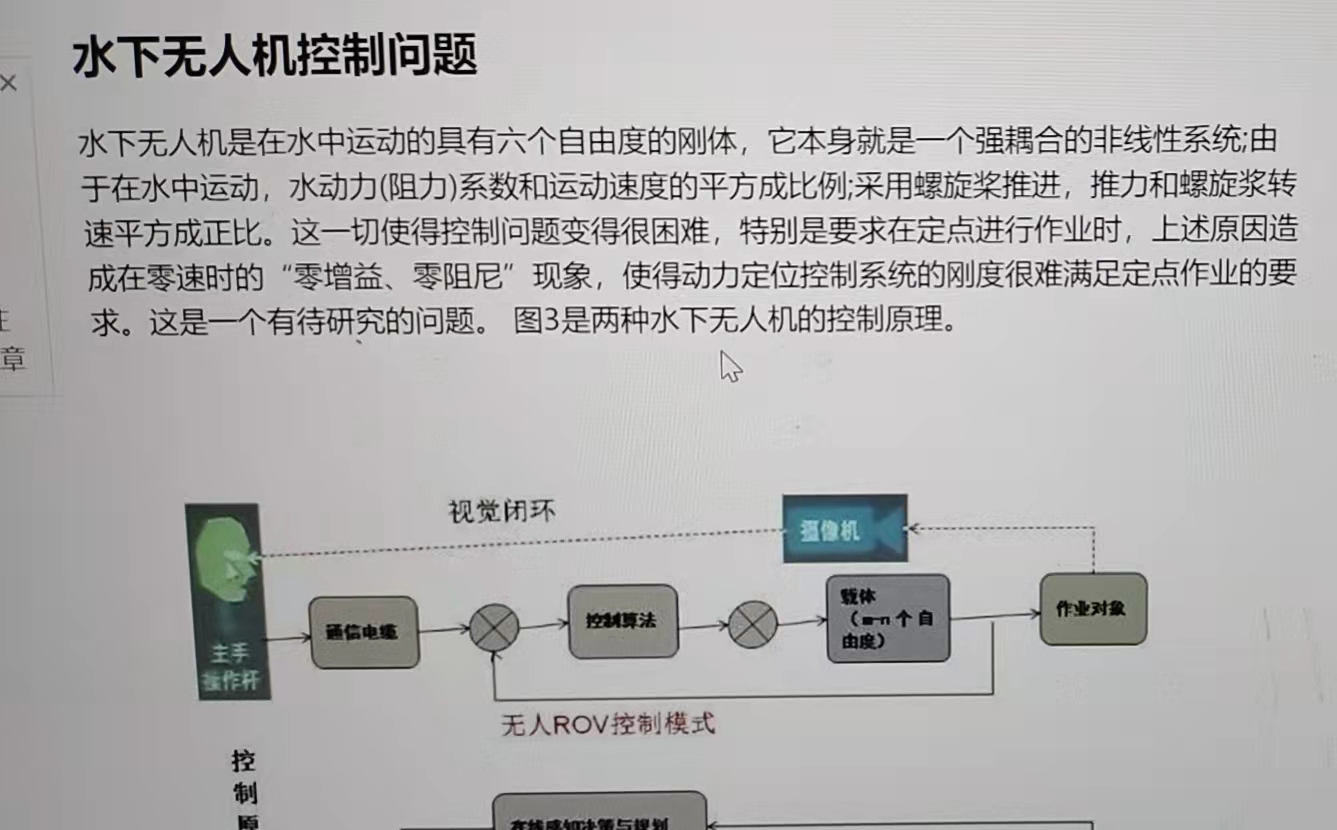 水下无人机控制问题
水下无人机是在水中运动的具有六个自由度的刚体，它本身就是一个强耦合的非线性系统;由
于在水中运动，水动力(阻力)系数和运动速度的平方成比例;采用螺旋桨推进，推力和螺旋浆转
速平方成正比。这一切使得控制问题变得很困难，特别是要求在定点进行作业时，上述原因造
成在零速时的“零增益、零阻尼”现象，使得动力定位控制系统的刚度很难满足定点作业的要
求。这是一个有待研究的问题。 图3是两种水下无人机的控制原理。
章
视觉闭环
摄像机
主手
操作杆
通信电缆
控制算法
载体
（m-n个自
由度）
作业对象
无人ROV控制模式
控
制
原
在线感知决策与规划